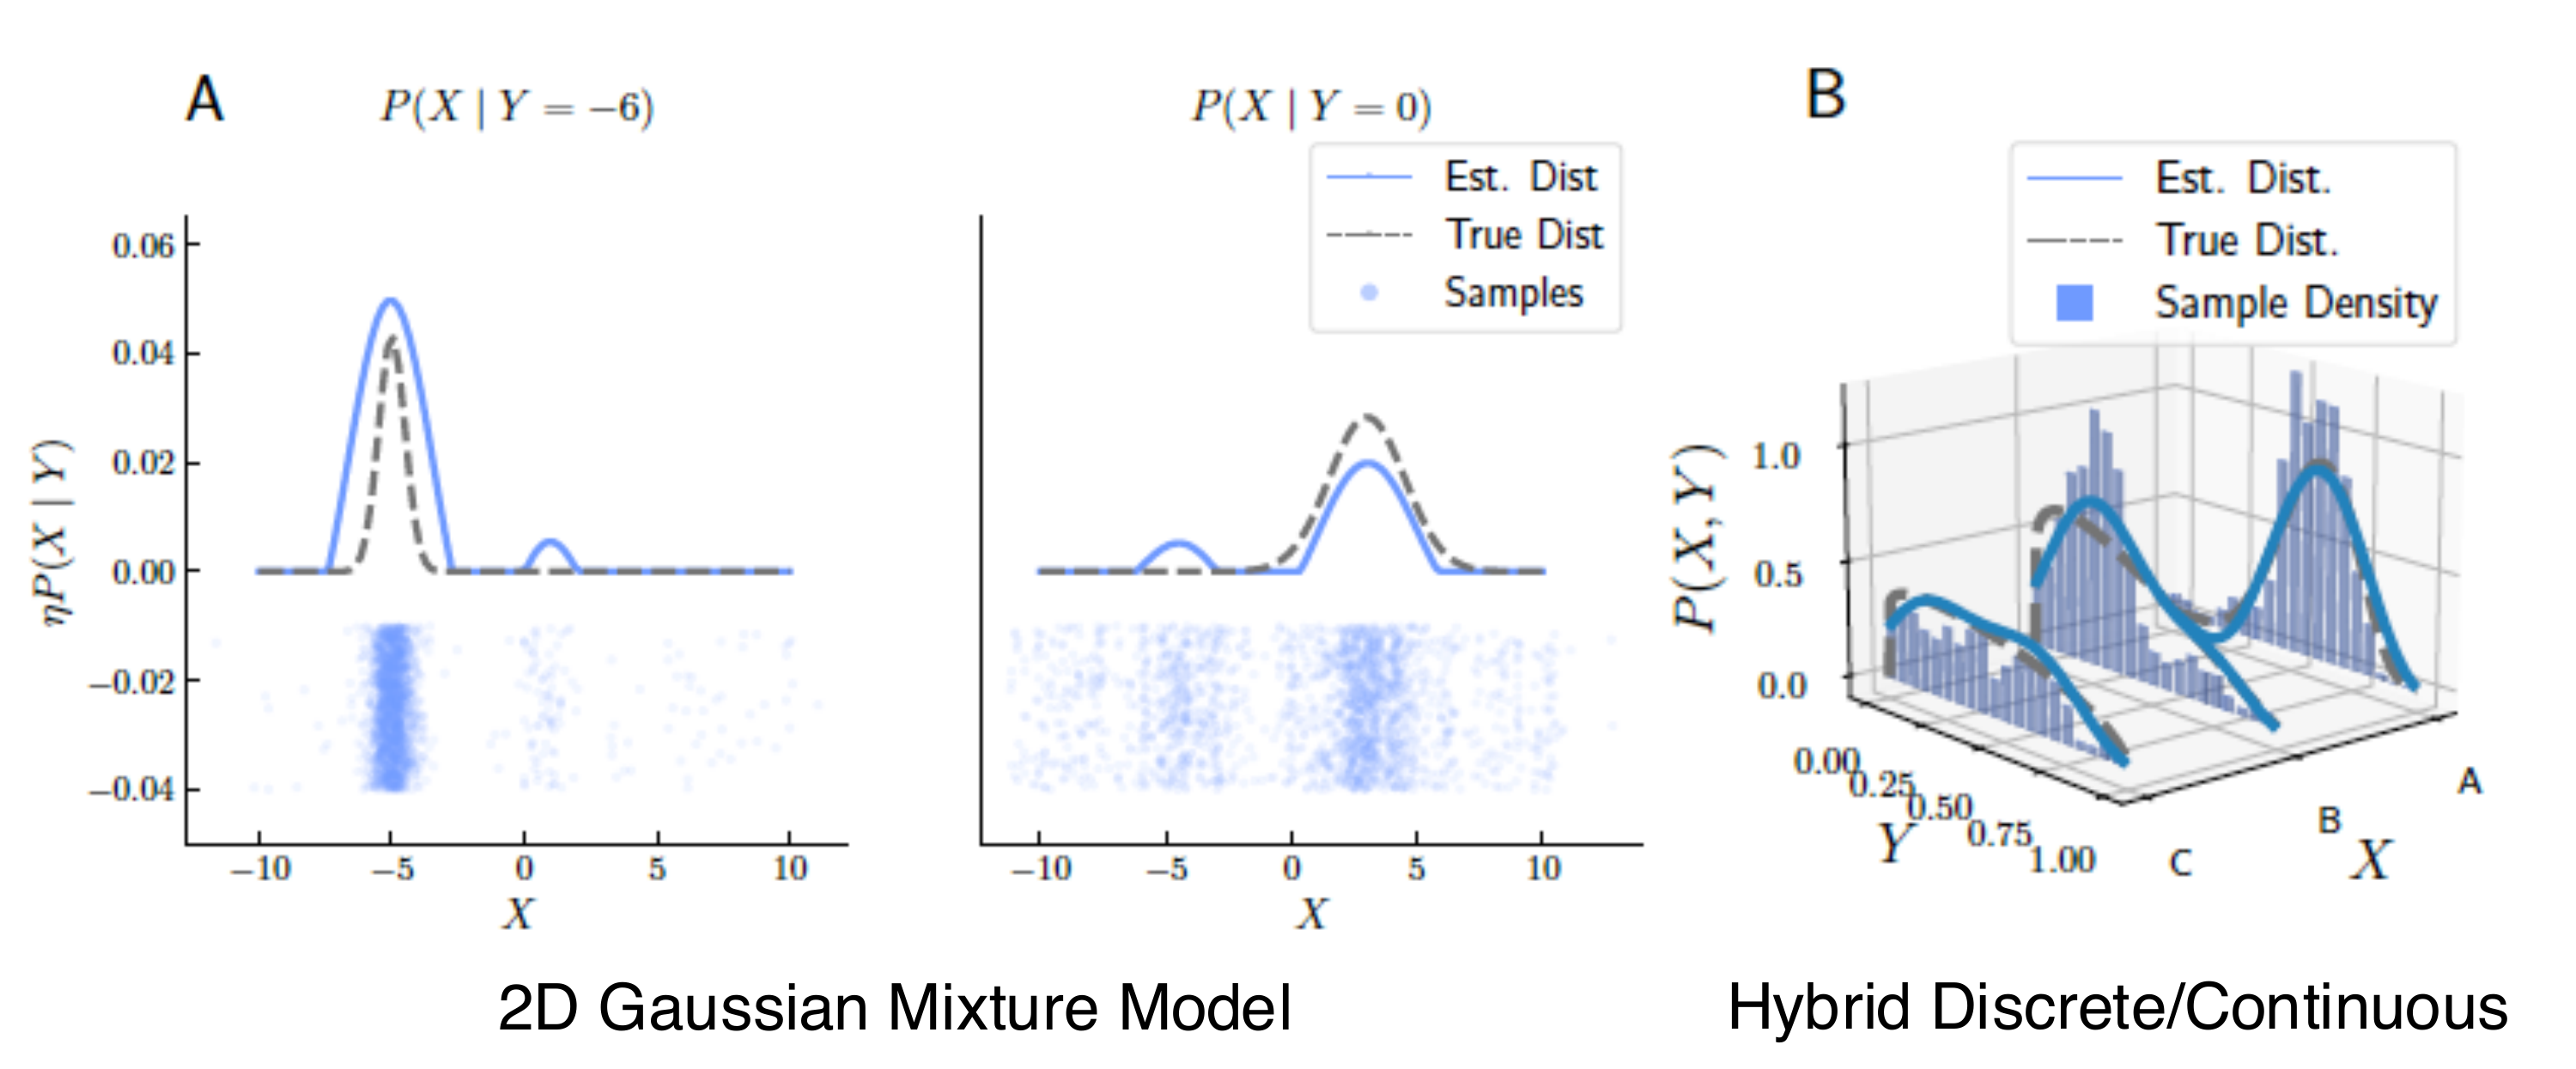 A
P(X | Y = −6)
P(X | Y = 0)
Est. Dist
True Dist
Samples
ηP(X | Y)
0.06
0.04
0.02
0.00
−0.02
−0.04
−10 −5 0 5 10
X
−10 −5 0 5 10
X
2D Gaussian Mixture Model
B
Est. Dist.
True Dist.
Sample Density
P(X, Y)
1.0
0.5
0.0
0.00
0.25
0.50
0.75
1.00
Y
C
B
A
X
Hybrid Discrete/Continuous